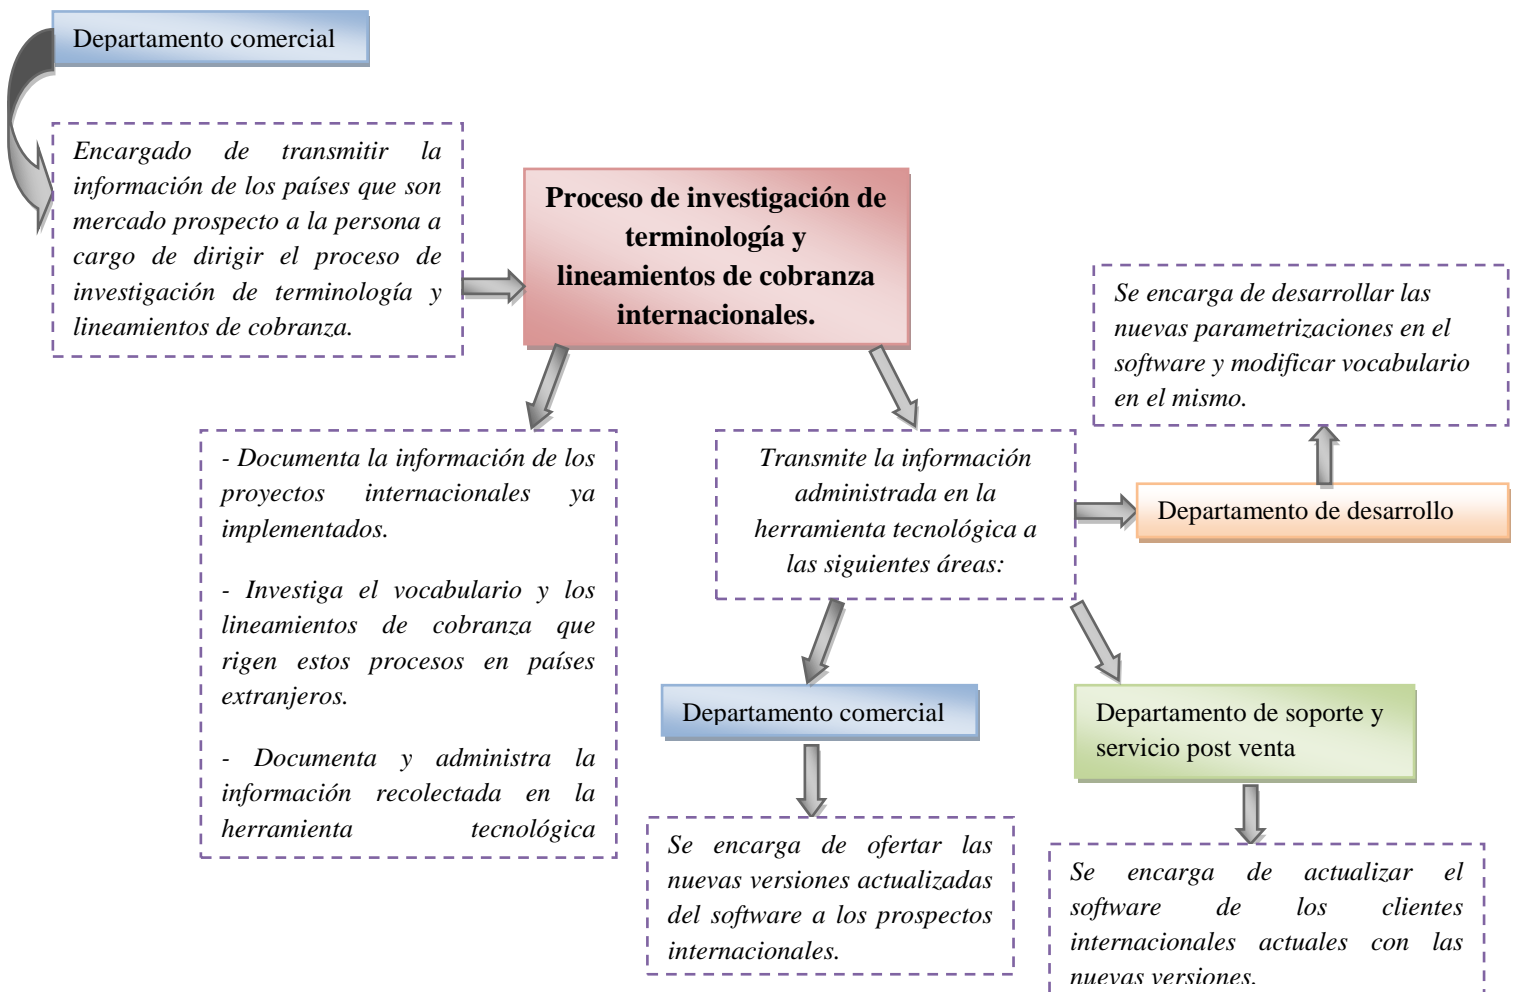 Departamento comercial
Encargado de transmitir la
información de los países que son
mercado prospecto a la persona a
cargo de dirigir el proceso de
investigación de terminología y
lineamientos de cobranza.
Proceso de investigación de
terminología y
lineamientos de cobranza
internacionales.
Se encarga de desarrollar las
nuevas parametrizaciones en el
software y modificar vocabulario
en el mismo.
- Documenta la información de los
proyectos internacionales ya
implementados.
- Investiga el vocabulario y los
lineamientos de cobranza que
rigen estos procesos en países
extranjeros.
- Documenta y administra la
información recolectada en la
herramienta tecnológica
Transmite la información
administrada en la
herramienta tecnológica a
las siguientes áreas:
Departamento de desarrollo
Departamento comercial
Departamento de soporte y
servicio post venta
Se encarga de ofertar las
nuevas versiones actualizadas
del software a los prospectos
internacionales.
Se encarga de actualizar el
software de los clientes
internacionales actuales con las
nuevas versiones.